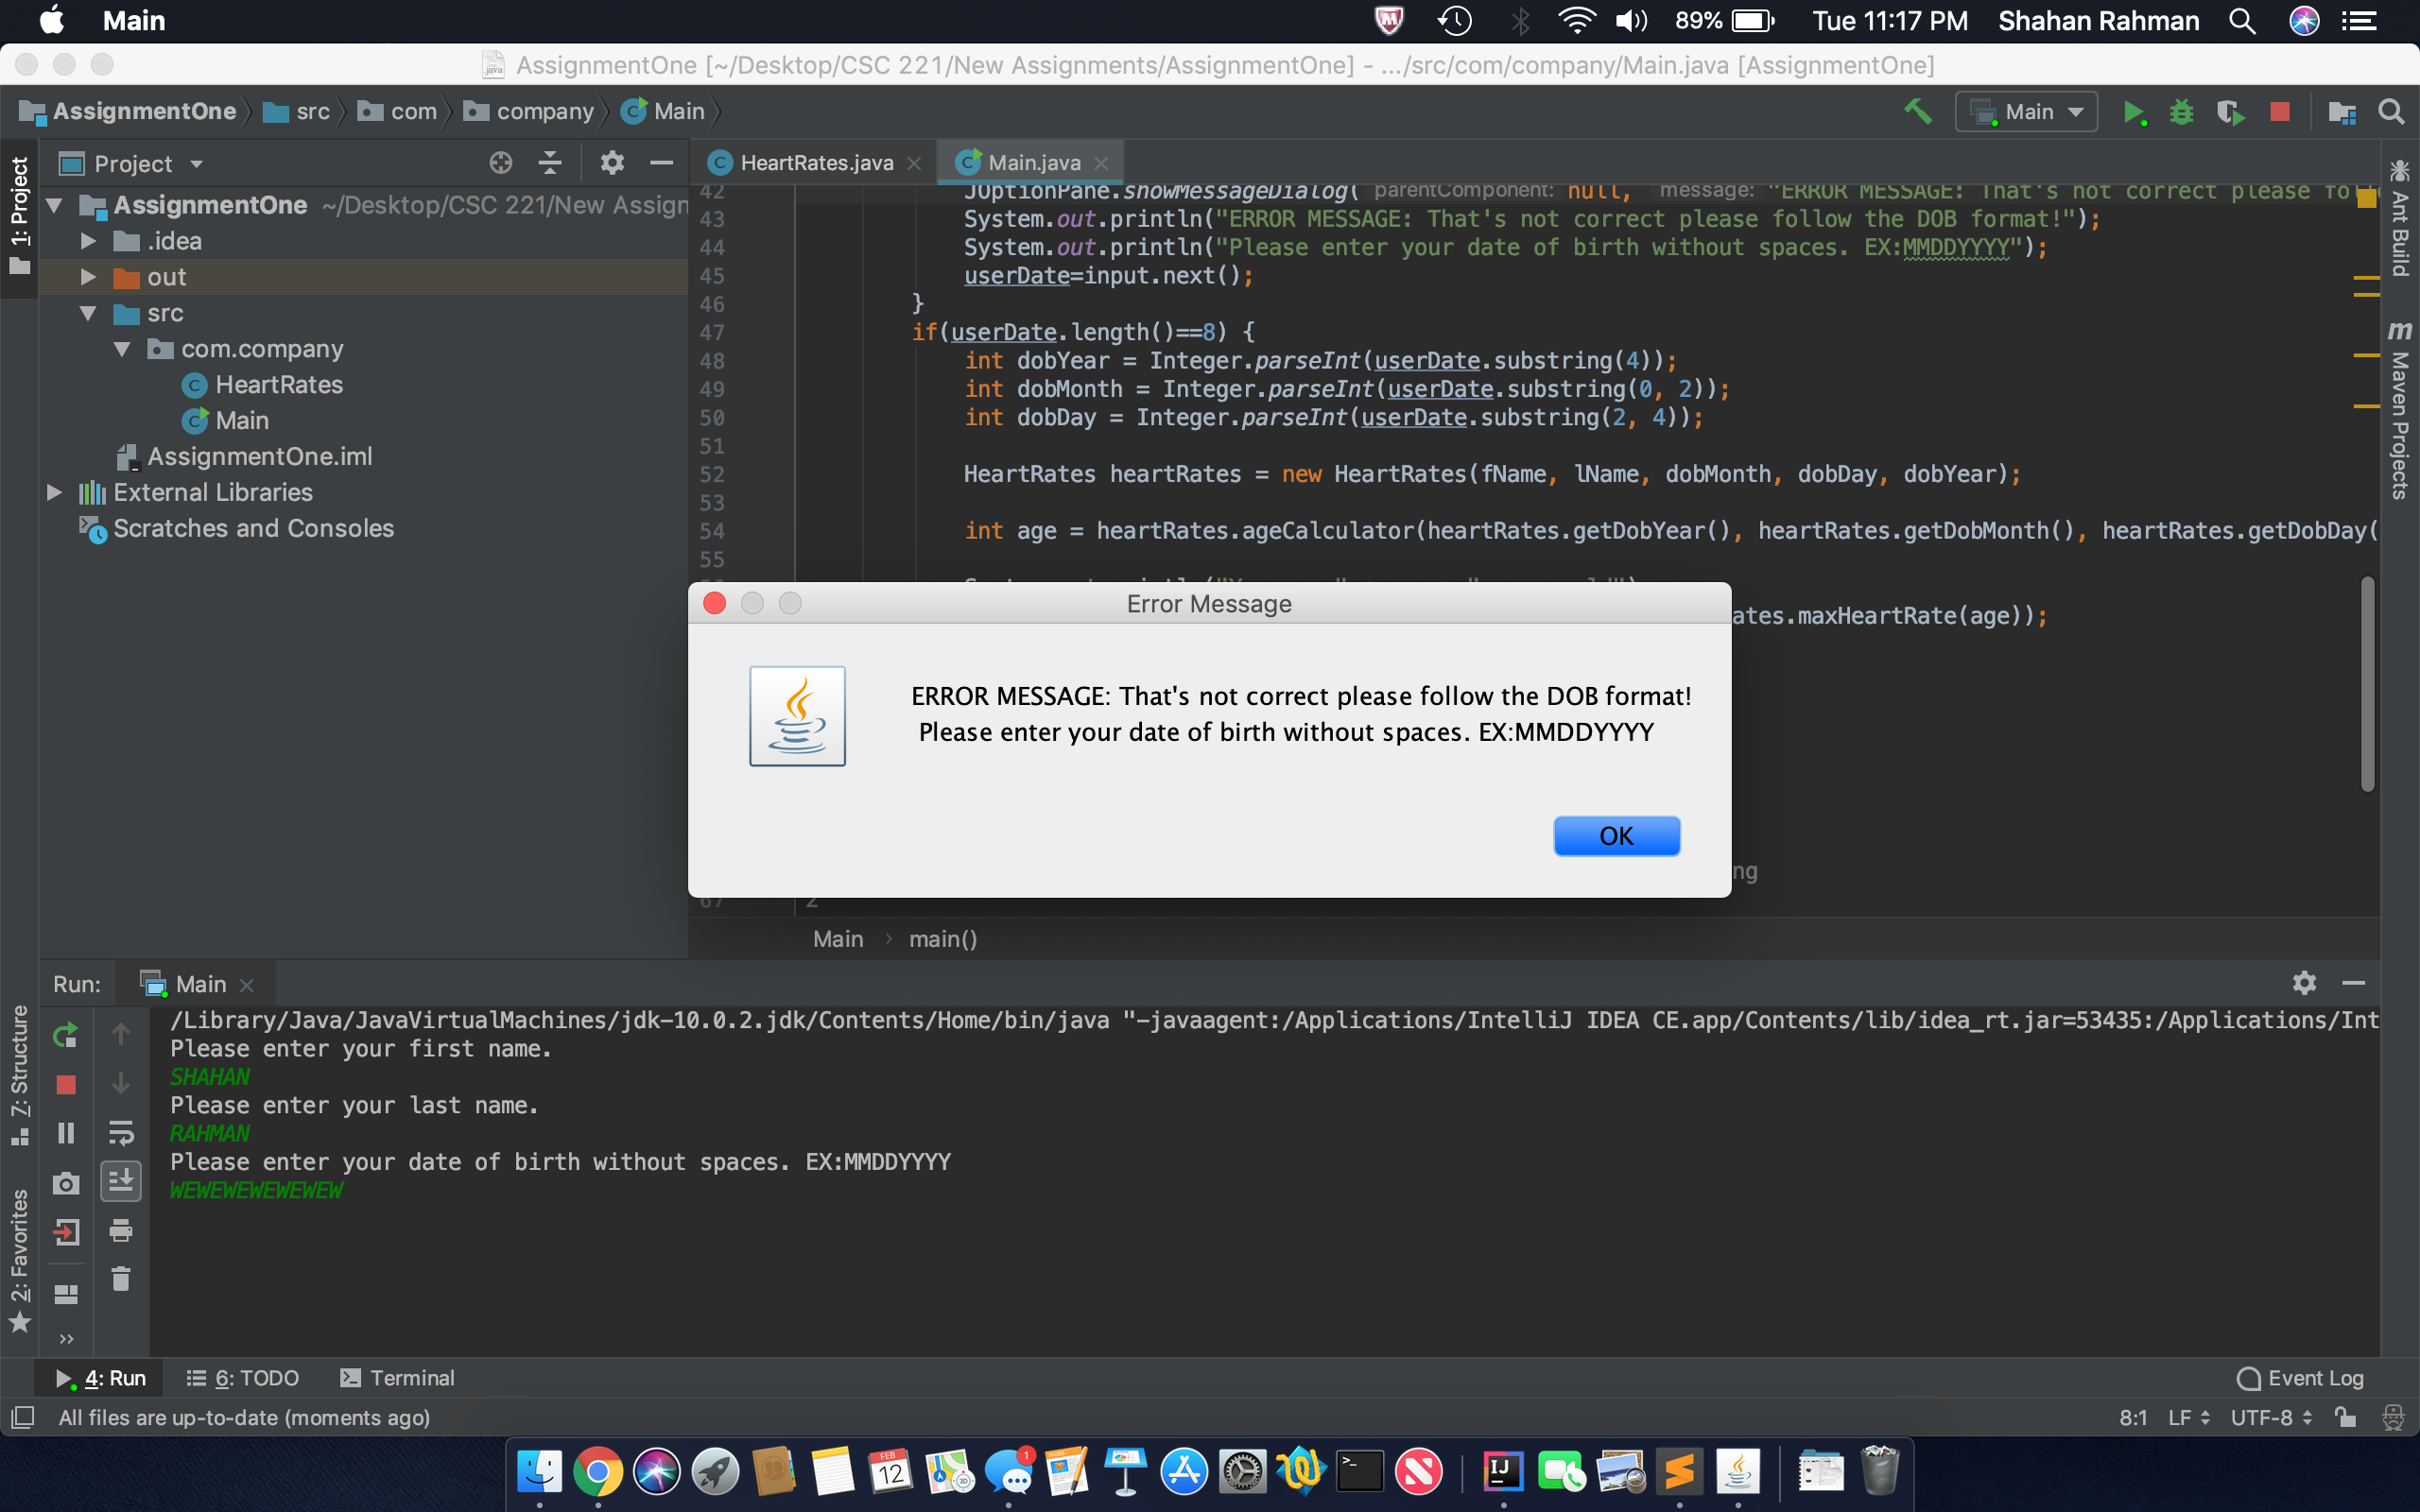 Main
89%
Tue 11:17 PM
Shahan Rahman
AssignmentOne [~/Desktop/CSC 221/New Assignments/AssignmentOne] - .../src/com/company/Main.java [AssignmentOne]
AssignmentOne
src
com
company
Main
Main
1: Project
Project
HeartRates.java
Main.java
Ant Build
Maven Projects
AssignmentOne ~/Desktop/CSC 221/New Assign
.idea
out
src
com.company
HeartRates
Main
AssignmentOne.iml
External Libraries
Scratches and Consoles
42 JOptionPane.showMessageDialog( parentComponent: null, message: "ERROR MESSAGE: That's not correct please fo
43 System.out.println("ERROR MESSAGE: That's not correct please follow the DOB format!");
44 System.out.println("Please enter your date of birth without spaces. EX:MMDDYYYY");
45 userDate=input.next();
46 }
47 if(userDate.length()==8) {
48 int dobYear = Integer.parseInt(userDate.substring(4));
49 int dobMonth = Integer.parseInt(userDate.substring(0, 2));
50 int dobDay = Integer.parseInt(userDate.substring(2, 4));
51
52 HeartRates heartRates = new HeartRates(fName, lName, dobMonth, dobDay, dobYear);
53
54 int age = heartRates.ageCalculator(heartRates.getDobYear(), heartRates.getDobMonth(), heartRates.getDobDay(
55
ates.maxHeartRate(age));
Error Message
ERROR MESSAGE: That's not correct please follow the DOB format!
Please enter your date of birth without spaces. EX:MMDDYYYY
OK
ng
67
Main
main()
Run:
Main
7: Structure
2: Favorites
/Library/Java/JavaVirtualMachines/jdk-10.0.2.jdk/Contents/Home/bin/java "-javaagent:/Applications/IntelliJ IDEA CE.app/Contents/lib/idea_rt.jar=53435:/Applications/Int
Please enter your first name.
SHAHAN
Please enter your last name.
RAHMAN
Please enter your date of birth without spaces. EX:MMDDYYYY
WEWEWEWEWEWEW
4: Run
6: TODO
Terminal
Event Log
All files are up-to-date (moments ago)
8:1
LF
UTF-8
FEB
12
1
IJ